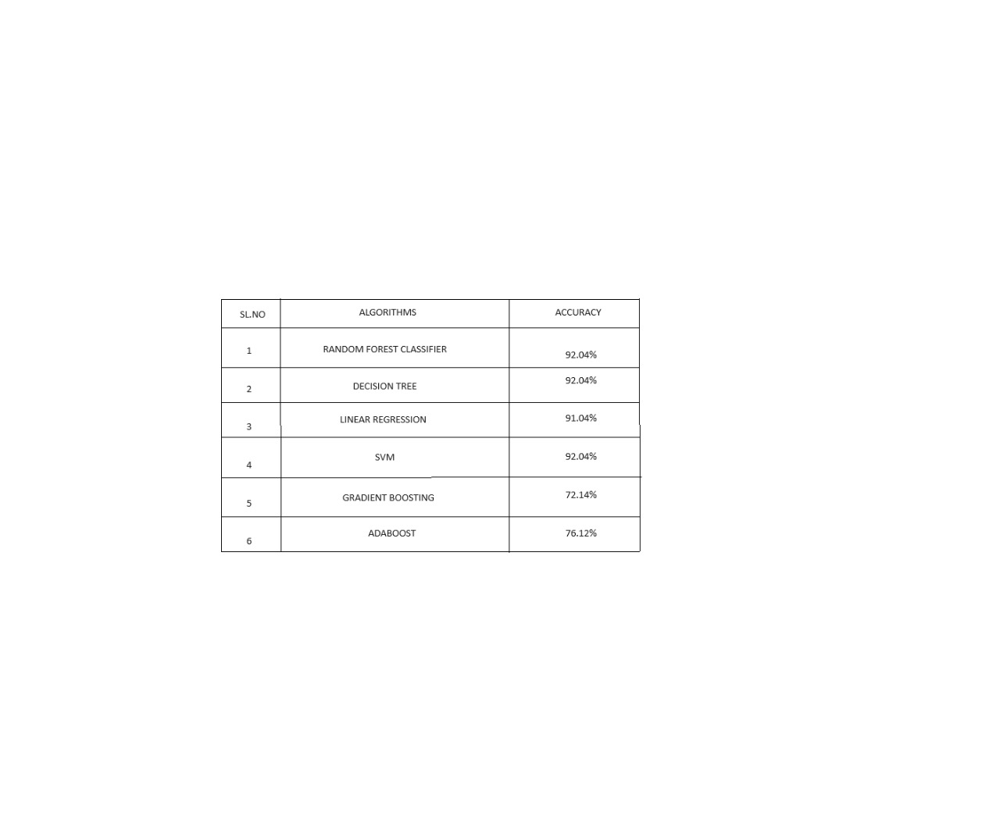 SL.NO ALGORITHMS ACCURACY
1 RANDOM FOREST CLASSIFIER 92.04%
2 DECISION TREE 92.04%
3 LINEAR REGRESSION 91.04%
4 SVM 92.04%
5 GRADIENT BOOSTING 72.14%
6 ADABOOST 76.12%